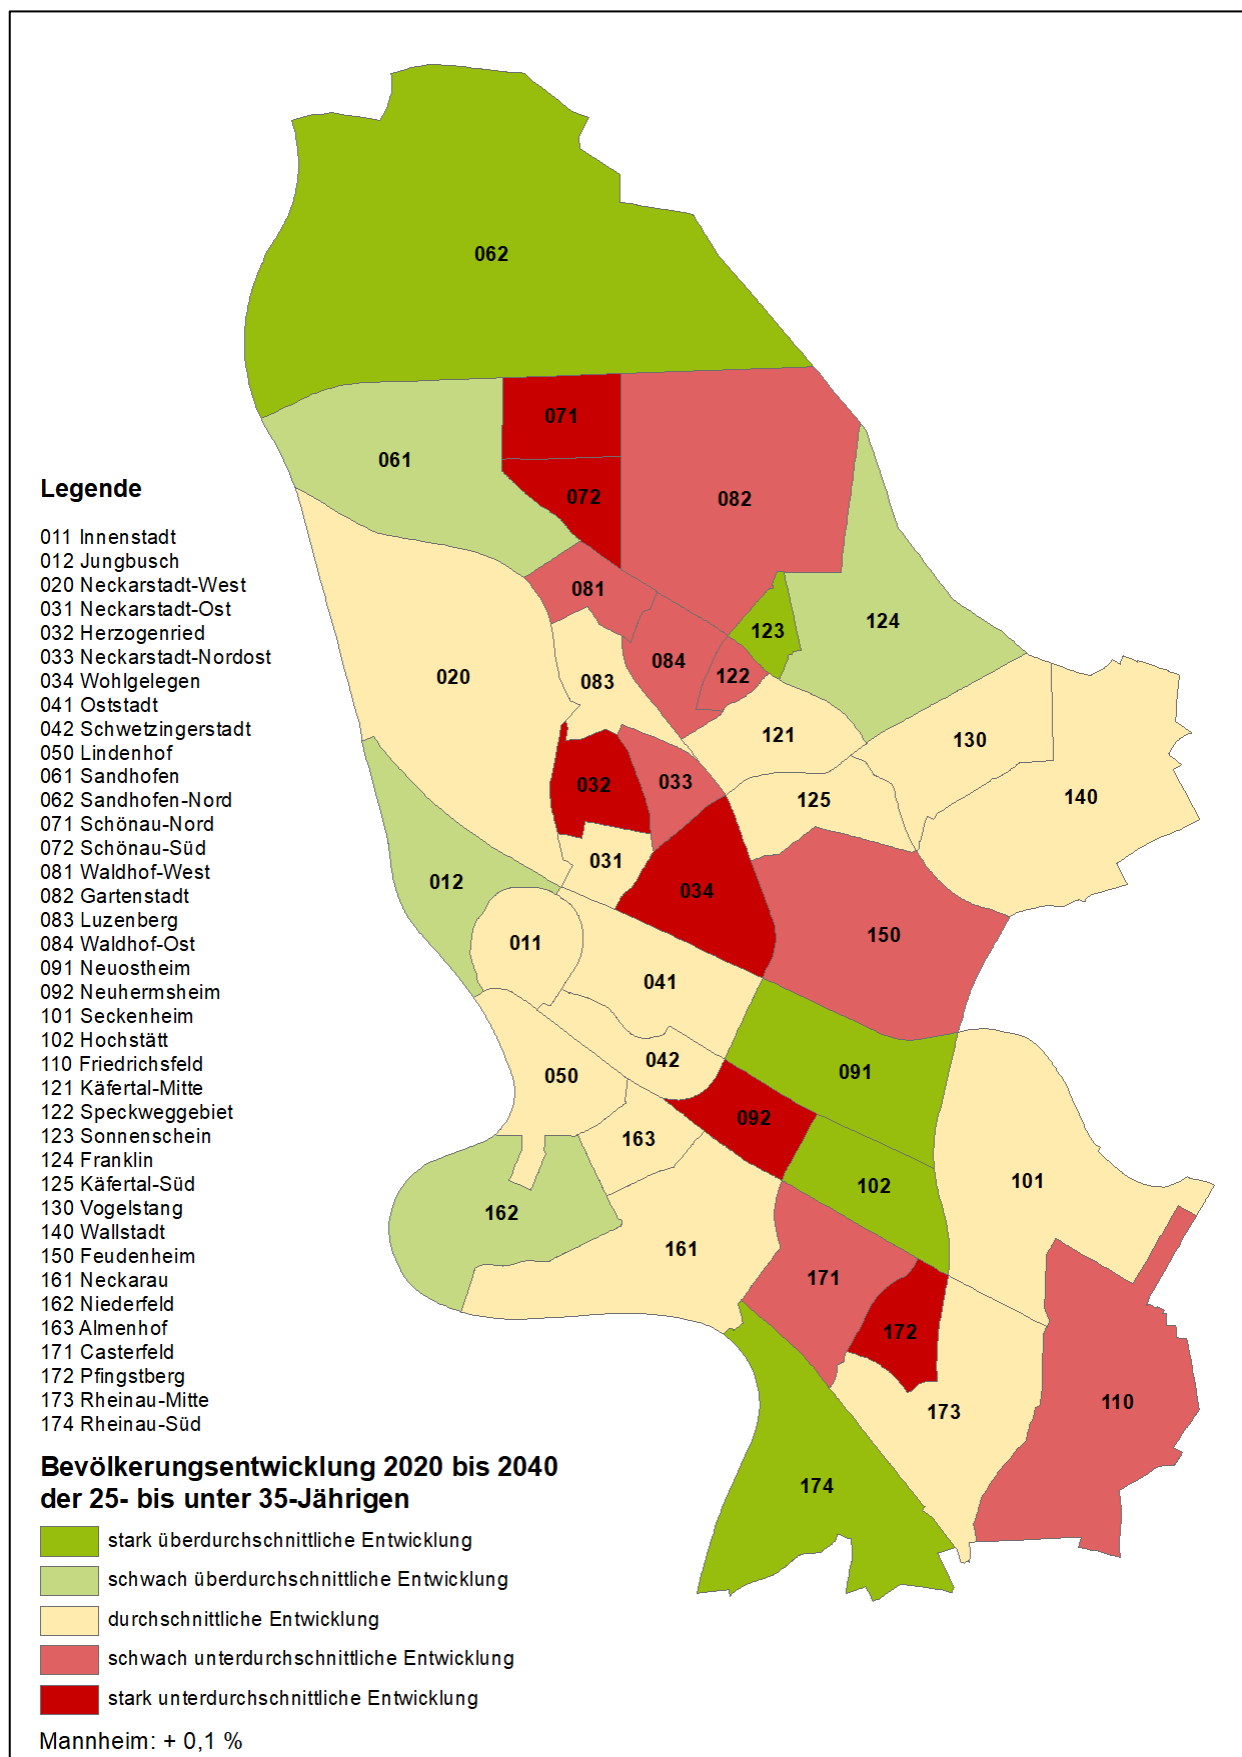 062
071
061
072
082
081
123
124
084
122
020
083
121
130
032
033
125
140
031
012
034
011
150
041
042
091
050
092
163
102
101
162
161
171
172
110
173
174
Legende
011 Innenstadt
012 Jungbusch
020 Neckarstadt-West
031 Neckarstadt-Ost
032 Herzogenried
033 Neckarstadt-Nordost
034 Wohlgelegen
041 Oststadt
042 Schwetzingerstadt
050 Lindenhof
061 Sandhofen
062 Sandhofen-Nord
071 Schönau-Nord
072 Schönau-Süd
081 Waldhof-West
082 Gartenstadt
083 Luzenberg
084 Waldhof-Ost
091 Neuostheim
092 Neuhermsheim
101 Seckenheim
102 Hochstätt
110 Friedrichsfeld
121 Käfertal-Mitte
122 Speckweggebiet
123 Sonnenschein
124 Franklin
125 Käfertal-Süd
130 Vogelstang
140 Wallstadt
150 Feudenheim
161 Neckarau
162 Niederfeld
163 Almenhof
171 Casterfeld
172 Pfingstberg
173 Rheinau-Mitte
174 Rheinau-Süd
Bevölkerungsentwicklung 2020 bis 2040
der 25- bis unter 35-Jährigen
stark überdurchschnittliche Entwicklung
schwach überdurchschnittliche Entwicklung
durchschnittliche Entwicklung
schwach unterdurchschnittliche Entwicklung
stark unterdurchschnittliche Entwicklung
Mannheim: + 0,1 %